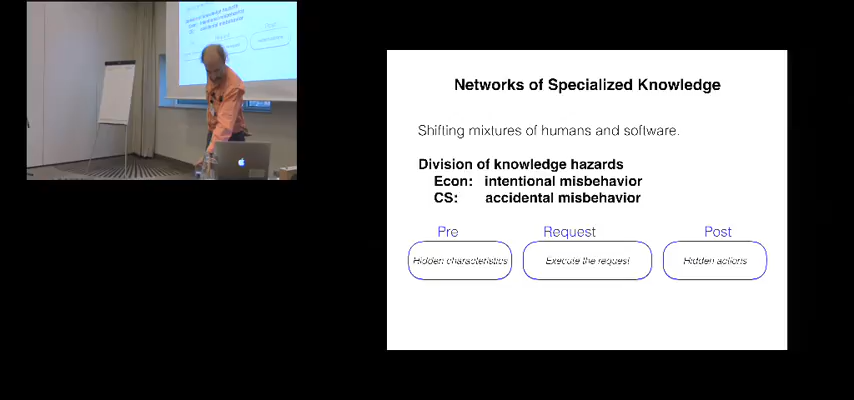 Networks of Specialized Knowledge
Shifting mixtures of humans and software.
Division of knowledge hazards
Econ: intentional misbehavior
CS: accidental misbehavior
Pre Request Post
Hidden characteristics Execute the request Hidden actions